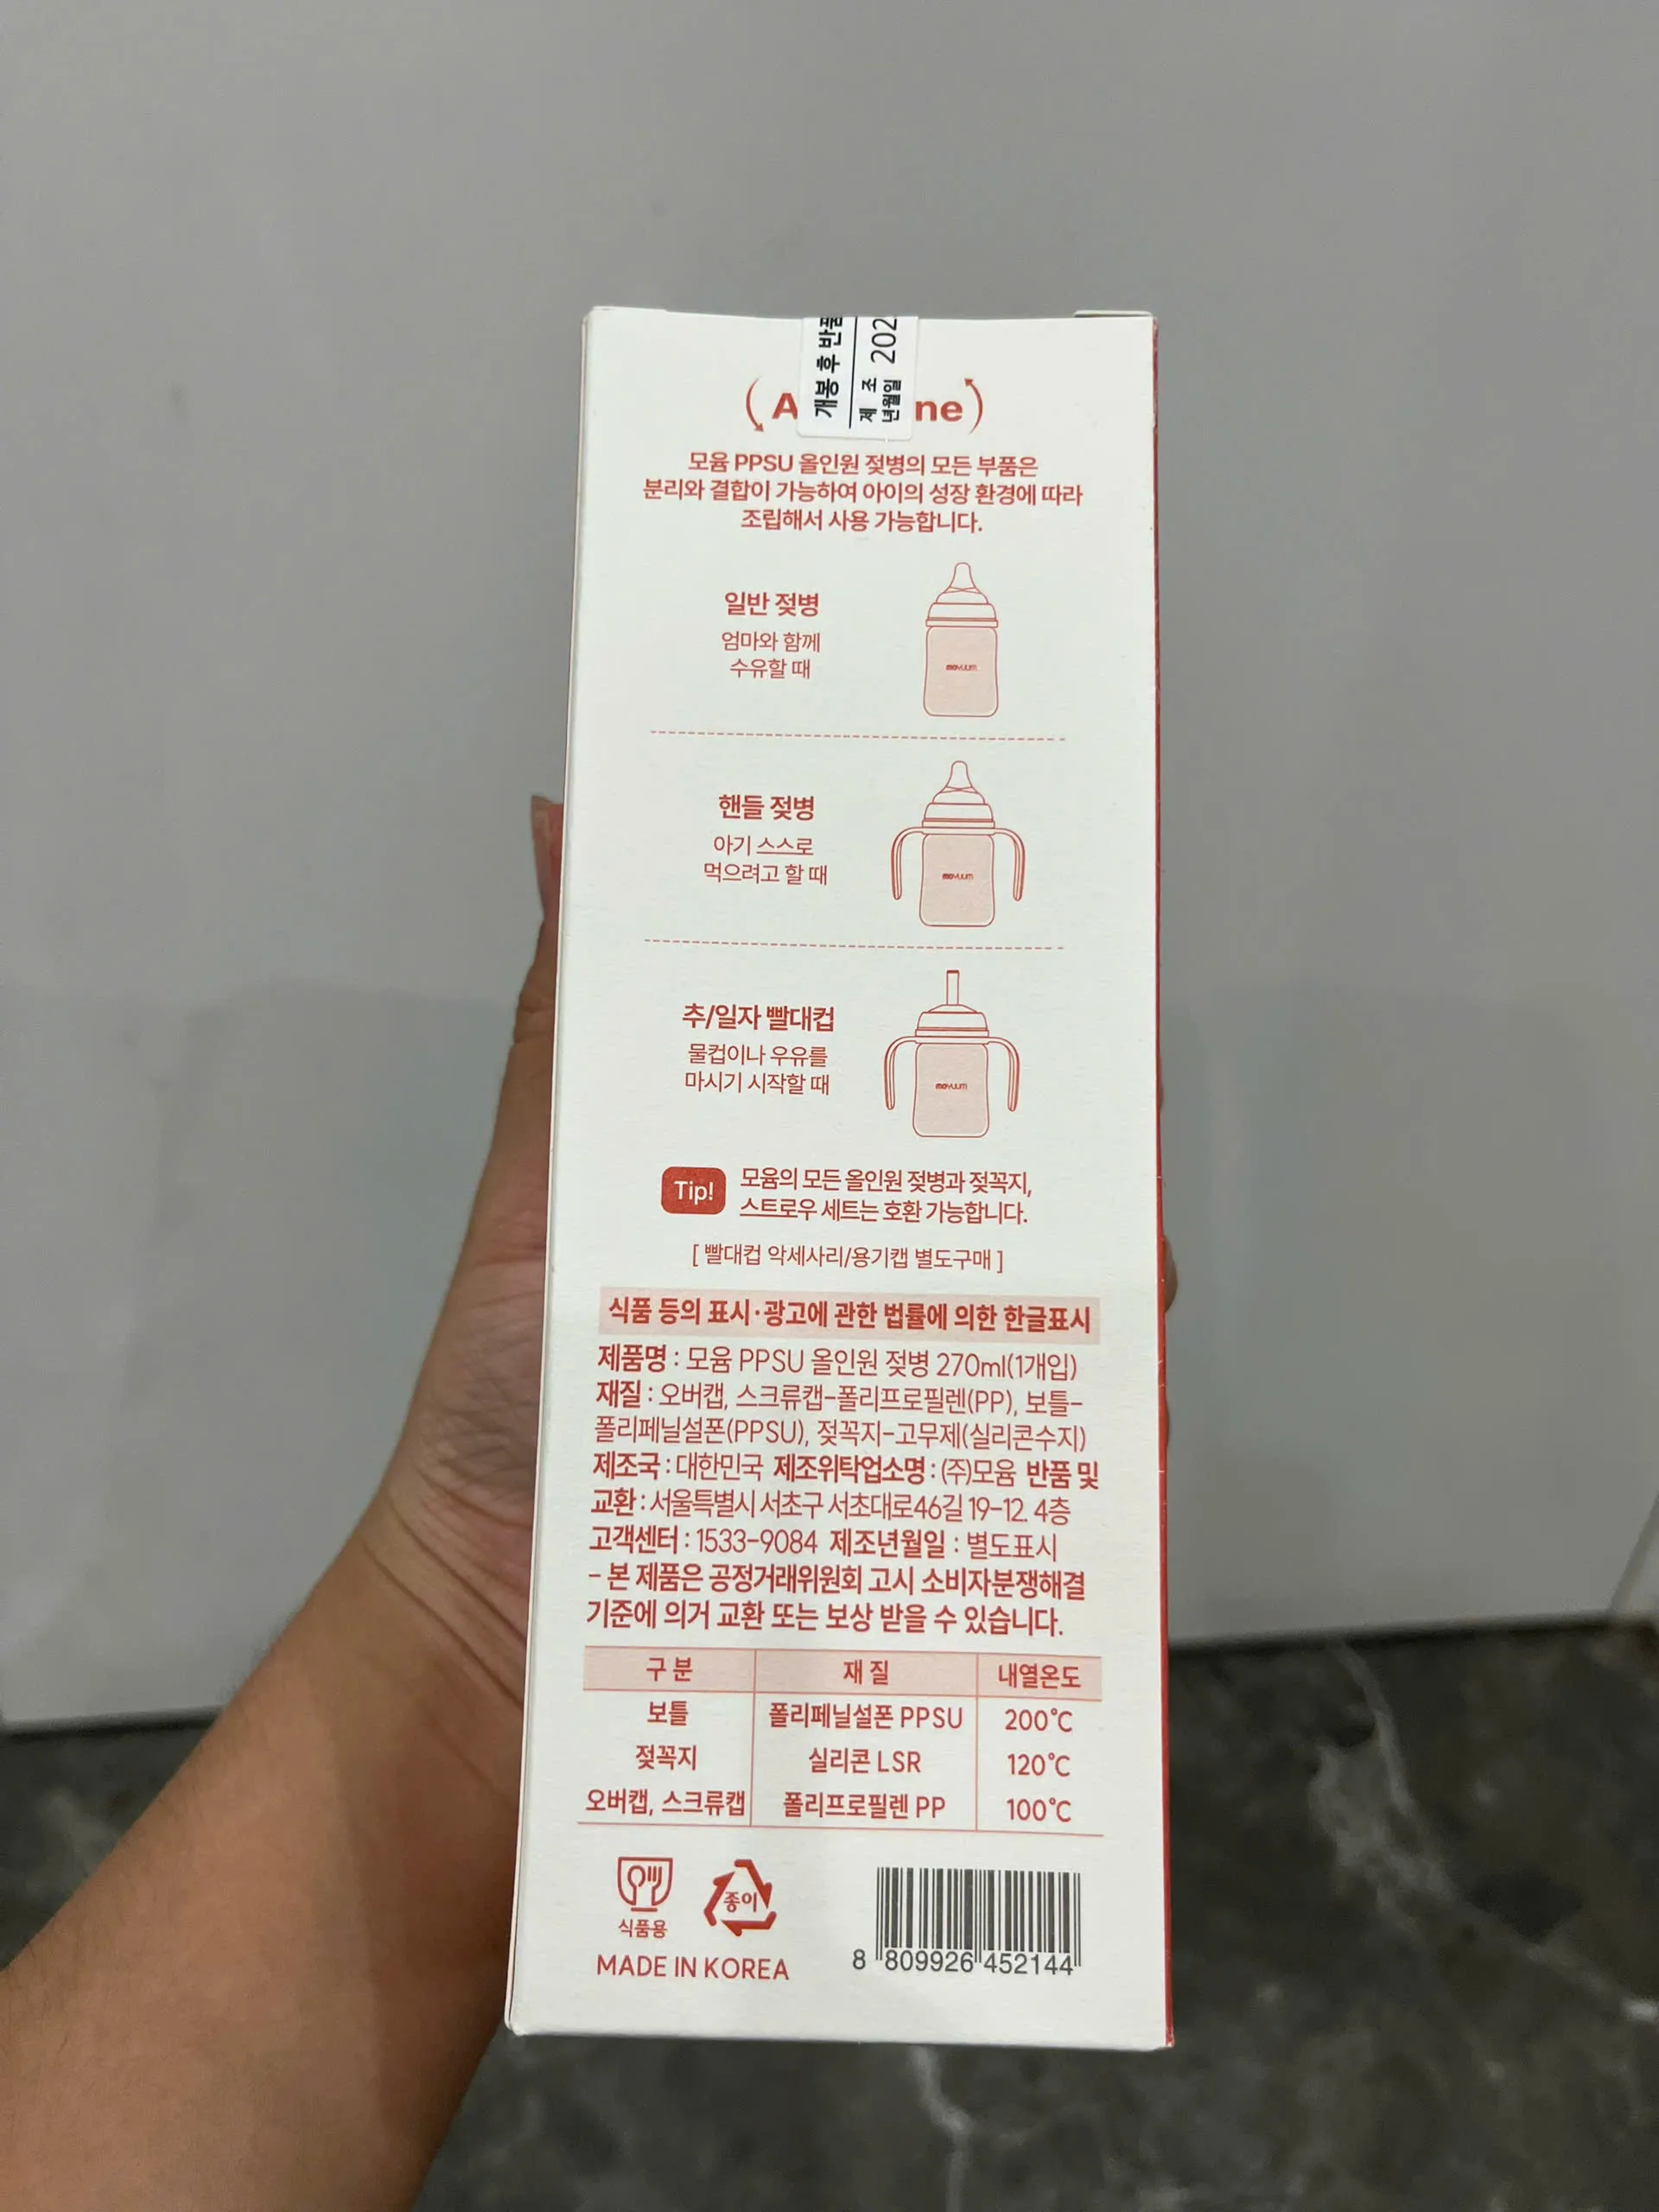 개봉 후
제 조
년월일 202
모윰 PPSU 올인원 젖병의 모든 부품은
분리와 결합이 가능하여 아이의 성장 환경에 따라
조립해서 사용 가능합니다.
일반 젖병
엄마와 함께
수유할 때
moyuum
핸들 젖병
아기 스스로
먹으려고 할 때
moyuum
추/일자 빨대컵
물컵이나 우유를
마시기 시작할 때
moyuum
Tip! 모윰의 모든 올인원 젖병과 젖꼭지,
스트로우 세트는 호환 가능합니다.
[ 빨대컵 악세사리/용기캡 별도구매 ]
식품 등의 표시·광고에 관한 법률에 의한 한글표시
제품명 : 모윰 PPSU 올인원 젖병 270ml(1개입)
재질 : 오버캡, 스크류캡-폴리프로필렌(PP), 보틀-
폴리페닐설폰(PPSU), 젖꼭지-고무제(실리콘수지)
제조국 : 대한민국 제조위탁업소명 : (주)모윰 반품 및
교환 : 서울특별시 서초구 서초대로46길 19-12. 4층
고객센터 : 1533-9084 제조년월일 : 별도표시
- 본 제품은 공정거래위원회 고시 소비자분쟁해결
기준에 의거 교환 또는 보상 받을 수 있습니다.
구 분 재 질 내열온도
보틀 폴리페닐설폰 PPSU 200℃
젖꼭지 실리콘 LSR 120℃
오버캡, 스크류캡 폴리프로필렌 PP 100℃
종이
식품용
MADE IN KOREA
8 809926 452144